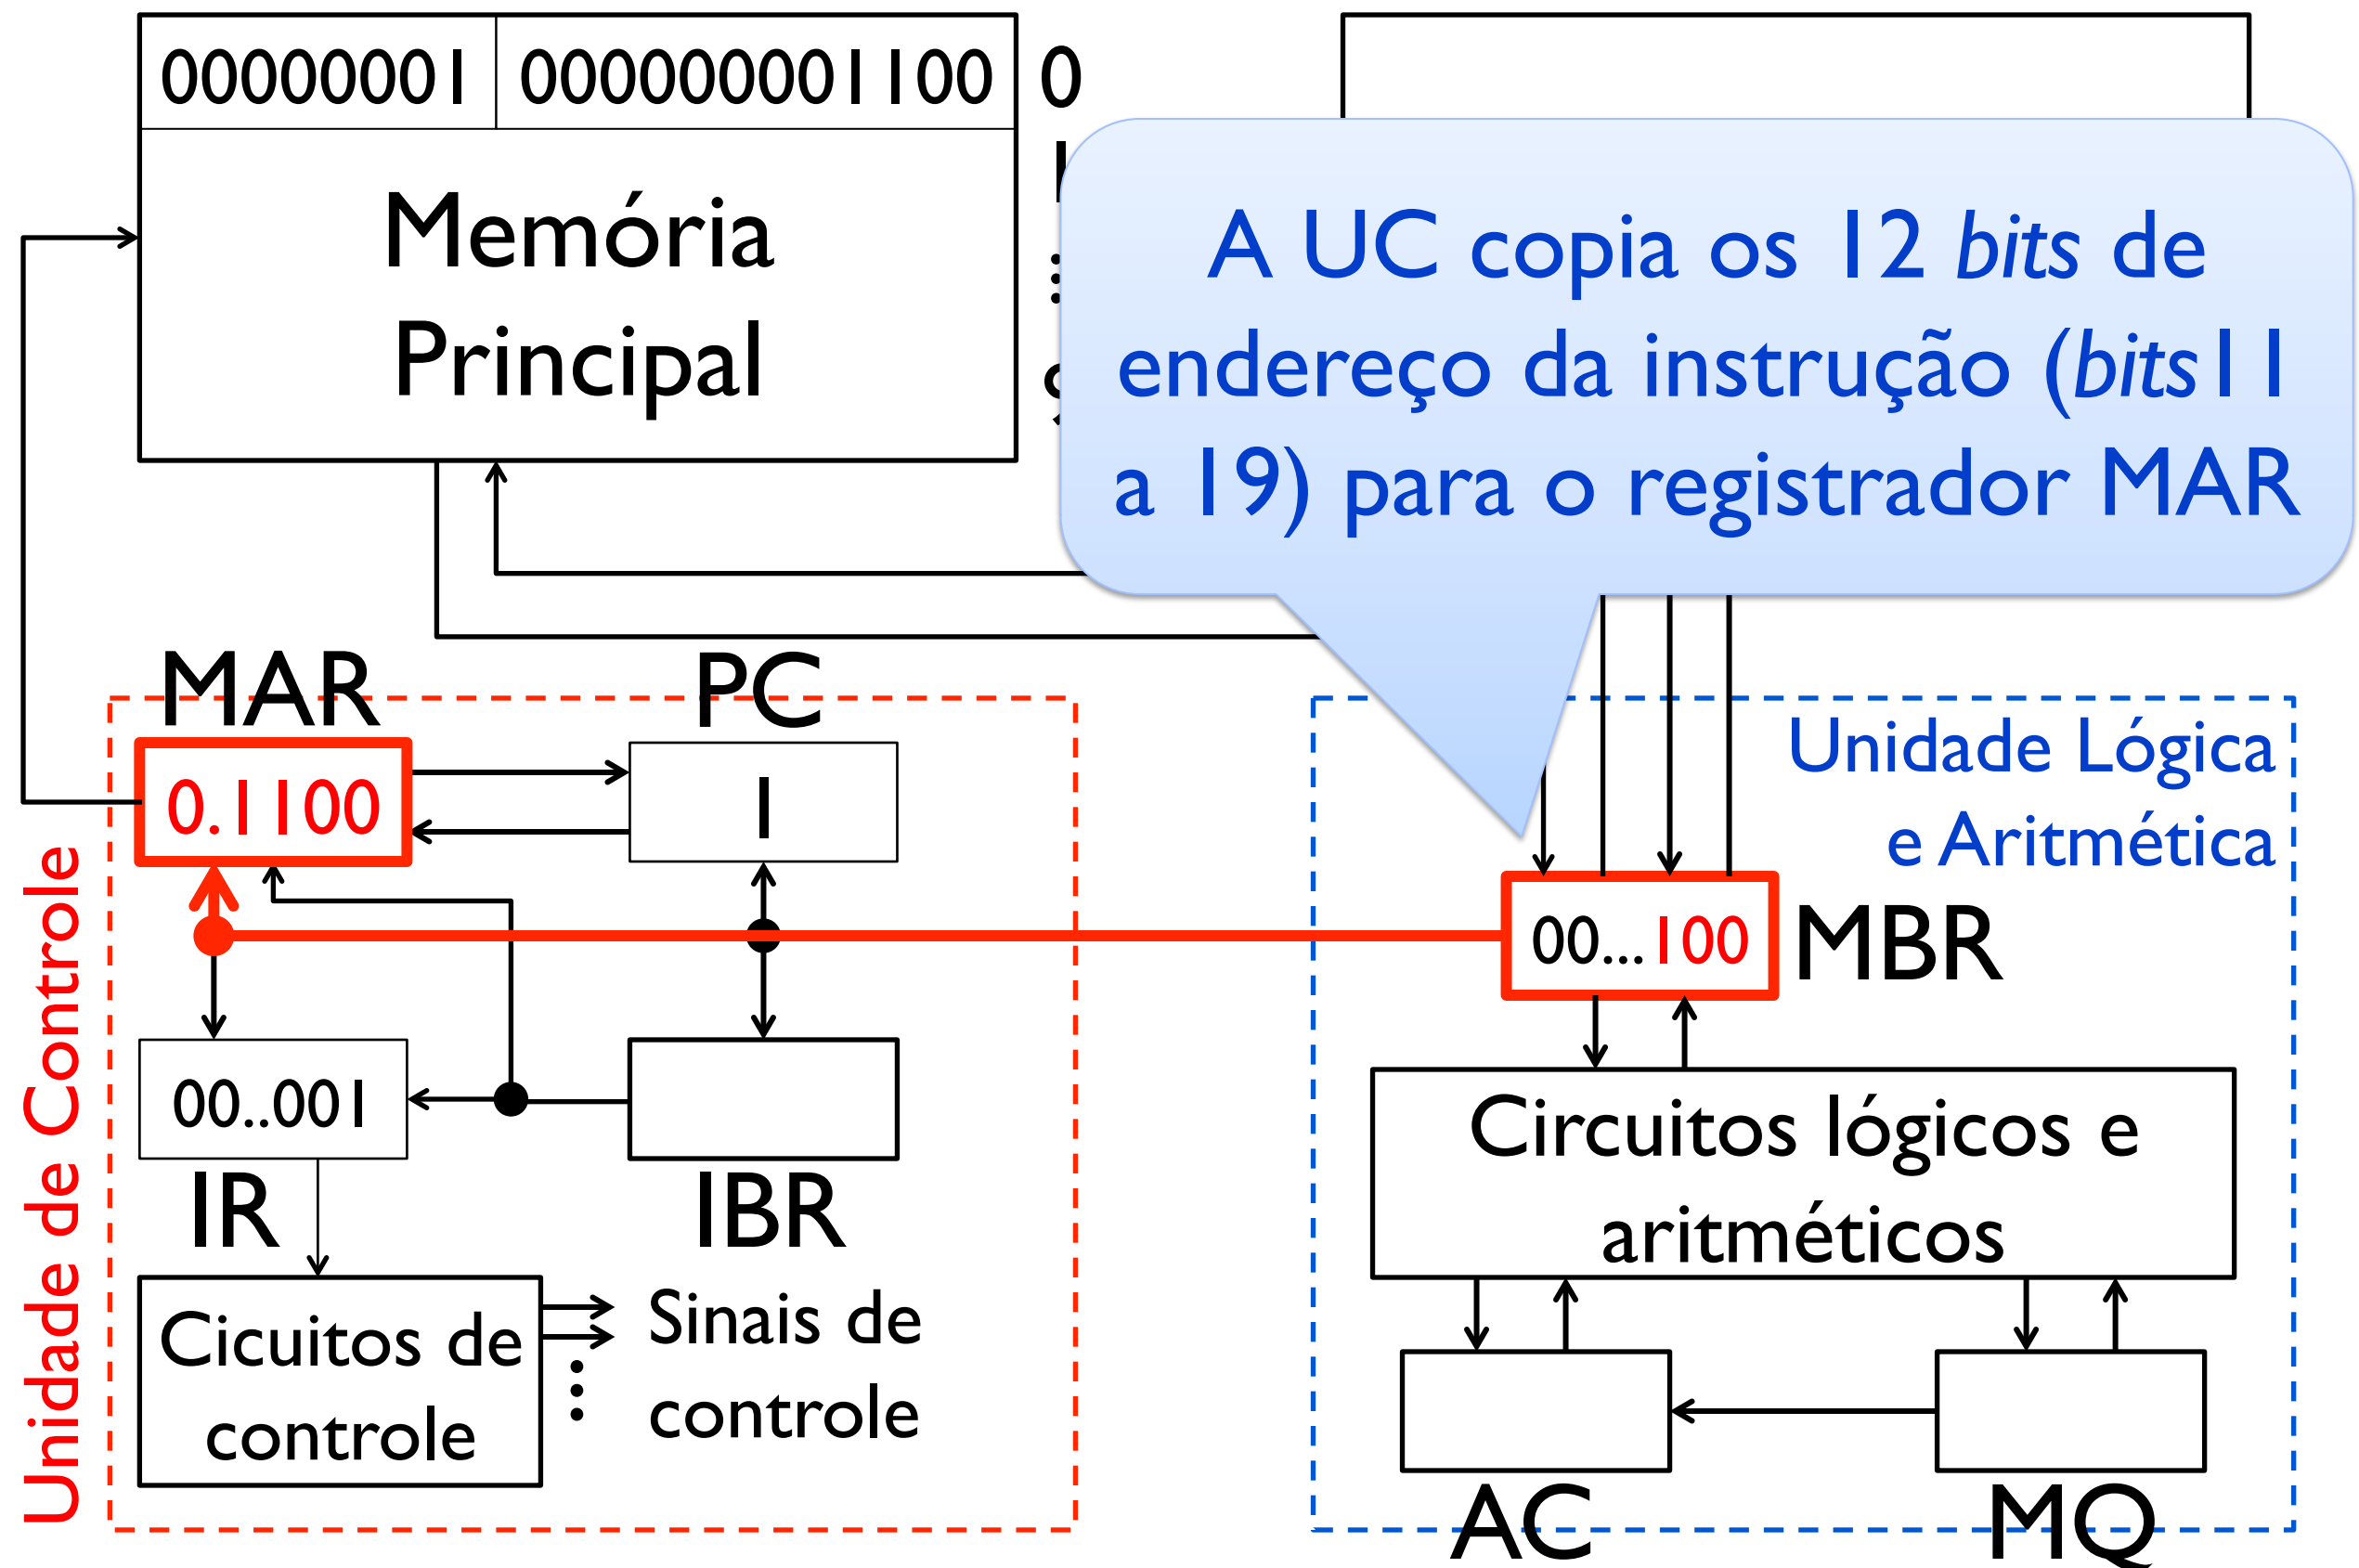 00000001 000000001100 0
1
Memória
Principal
A UC copia os 12 bits de
endereço da instrução (bits11
a 19) para o registrador MAR
MAR
PC
0.1100
1
Unidade de Controle
Unidade Lógica
e Aritmética
00...100
MBR
00..001
IR
IBR
Circuitos lógicos e
aritméticos
Cicuitos de
controle
Sinais de
controle
AC
MQ